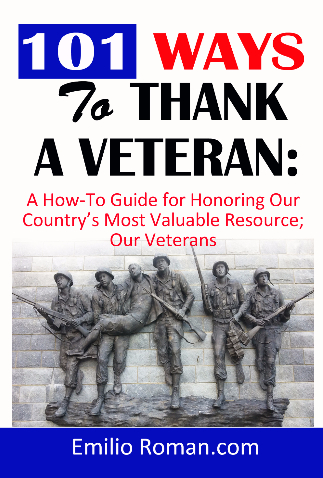 101 WAYS
To THANK
A VETERAN:
A How-To Guide for Honoring Our
Country's Most Valuable Resource;
Our Veterans
Emilio Roman.com